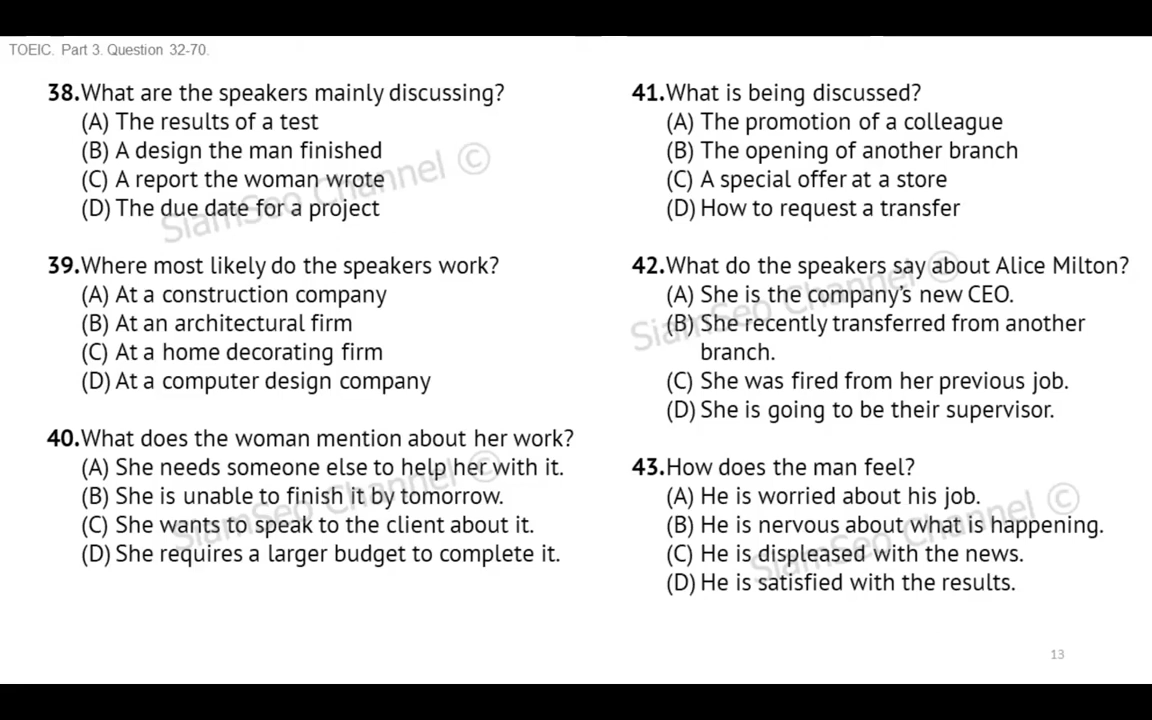 TOEIC. Part 3. Question 32-70.
38.What are the speakers mainly discussing?
(A) The results of a test
(B) A design the man finished
(C) A report the woman wrote
(D) The due date for a project
39.Where most likely do the speakers work?
(A) At a construction company
(B) At an architectural firm
(C) At a home decorating firm
(D) At a computer design company
40.What does the woman mention about her work?
(A) She needs someone else to help her with it.
(B) She is unable to finish it by tomorrow.
(C) She wants to speak to the client about it.
(D) She requires a larger budget to complete it.
41.What is being discussed?
(A) The promotion of a colleague
(B) The opening of another branch
(C) A special offer at a store
(D) How to request a transfer
42.What do the speakers say about Alice Milton?
(A) She is the company's new CEO.
(B) She recently transferred from another
branch.
(C) She was fired from her previous job.
(D) She is going to be their supervisor.
43.How does the man feel?
(A) He is worried about his job.
(B) He is nervous about what is happening.
(C) He is displeased with the news.
(D) He is satisfied with the results.
SiamSeo Channel ©
SiamSeo Channel ©
SiamSeo Channel ©
SiamSeo Channel ©
13